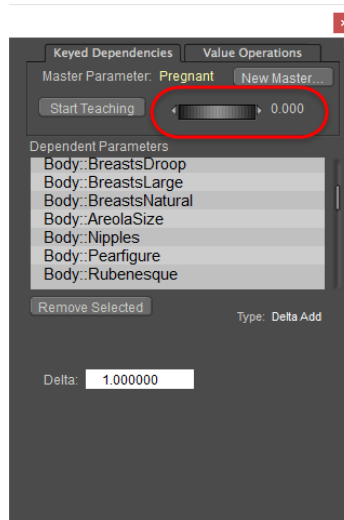 Keyed Dependencies Value Operations
Master Parameter: Pregnant New Master...
Start Teaching 0.000
Dependent Parameters
Body::BreastsDroop
Body::BreastsLarge
Body::BreastsNatural
Body::AreolaSize
Body::Nipples
Body::Pearfigure
Body::Rubenesque
Remove Selected
Type: Delta Add
Delta: 1.000000